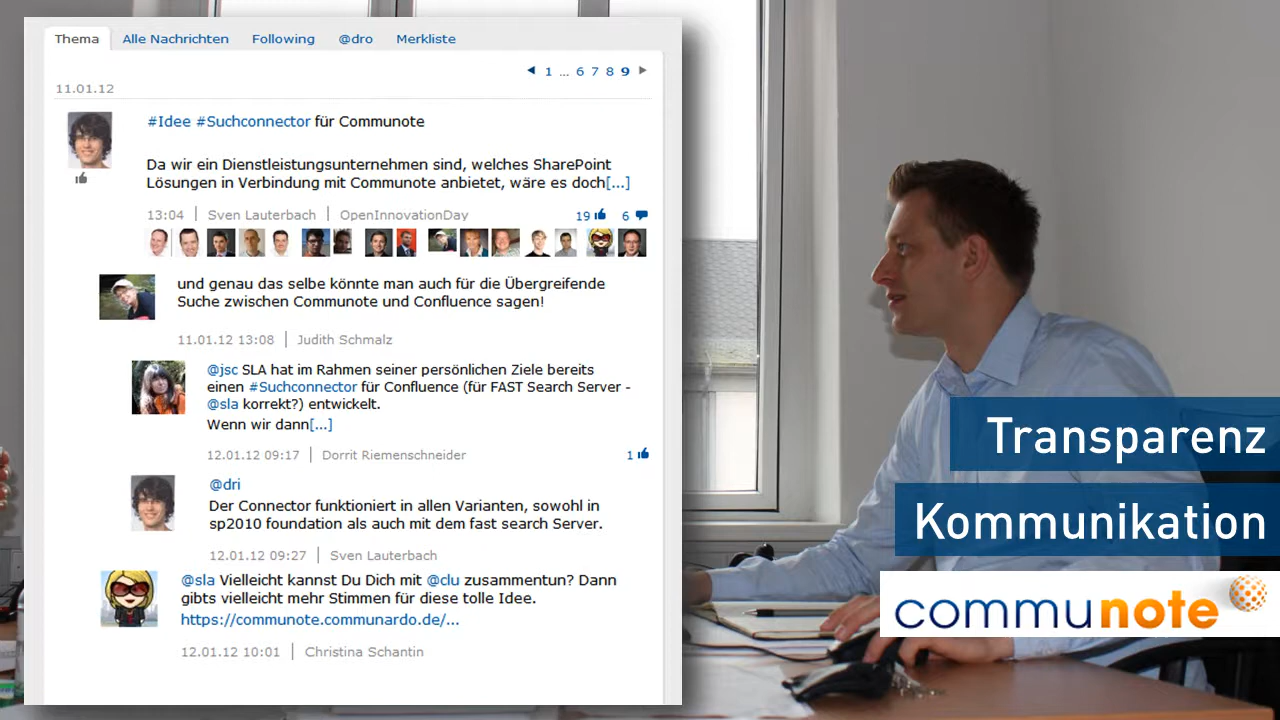 Thema Alle Nachrichten Following @dro Merkliste
1 ... 6 7 8 9
11.01.12
#Idee #Suchconnector für Communote
Da wir ein Dienstleistungsunternehmen sind, welches SharePoint
Lösungen in Verbindung mit Communote anbietet, wäre es doch[...]
13:04 | Sven Lauterbach | OpenInnovationDay 19 6
und genau das selbe könnte man auch für die Übergreifende
Suche zwischen Communote und Confluence sagen!
11.01.12 13:08 | Judith Schmalz
@jsc SLA hat im Rahmen seiner persönlichen Ziele bereits
einen #Suchconnector für Confluence (für FAST Search Server -
@sla korrekt?) entwickelt.
Wenn wir dann[...]
12.01.12 09:17 | Dorrit Riemenschneider 1
@dri
Der Connector funktioniert in allen Varianten, sowohl in
sp2010 foundation als auch mit dem fast search Server.
12.01.12 09:27 | Sven Lauterbach
@sla Vielleicht kannst Du Dich mit @clu zusammentun? Dann
gibts vielleicht mehr Stimmen für diese tolle Idee.
https://communote.communardo.de/...
12.01.12 10:01 | Christina Schantin
Transparenz
Kommunikation
communote